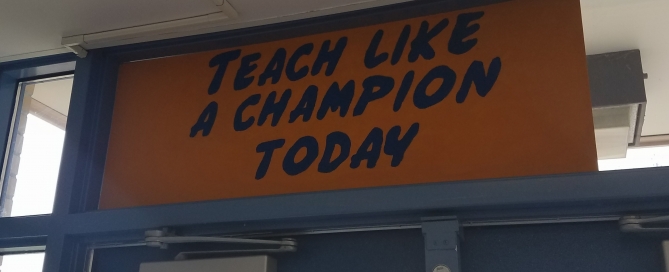 TEACH LIKE
A CHAMPION
TODAY